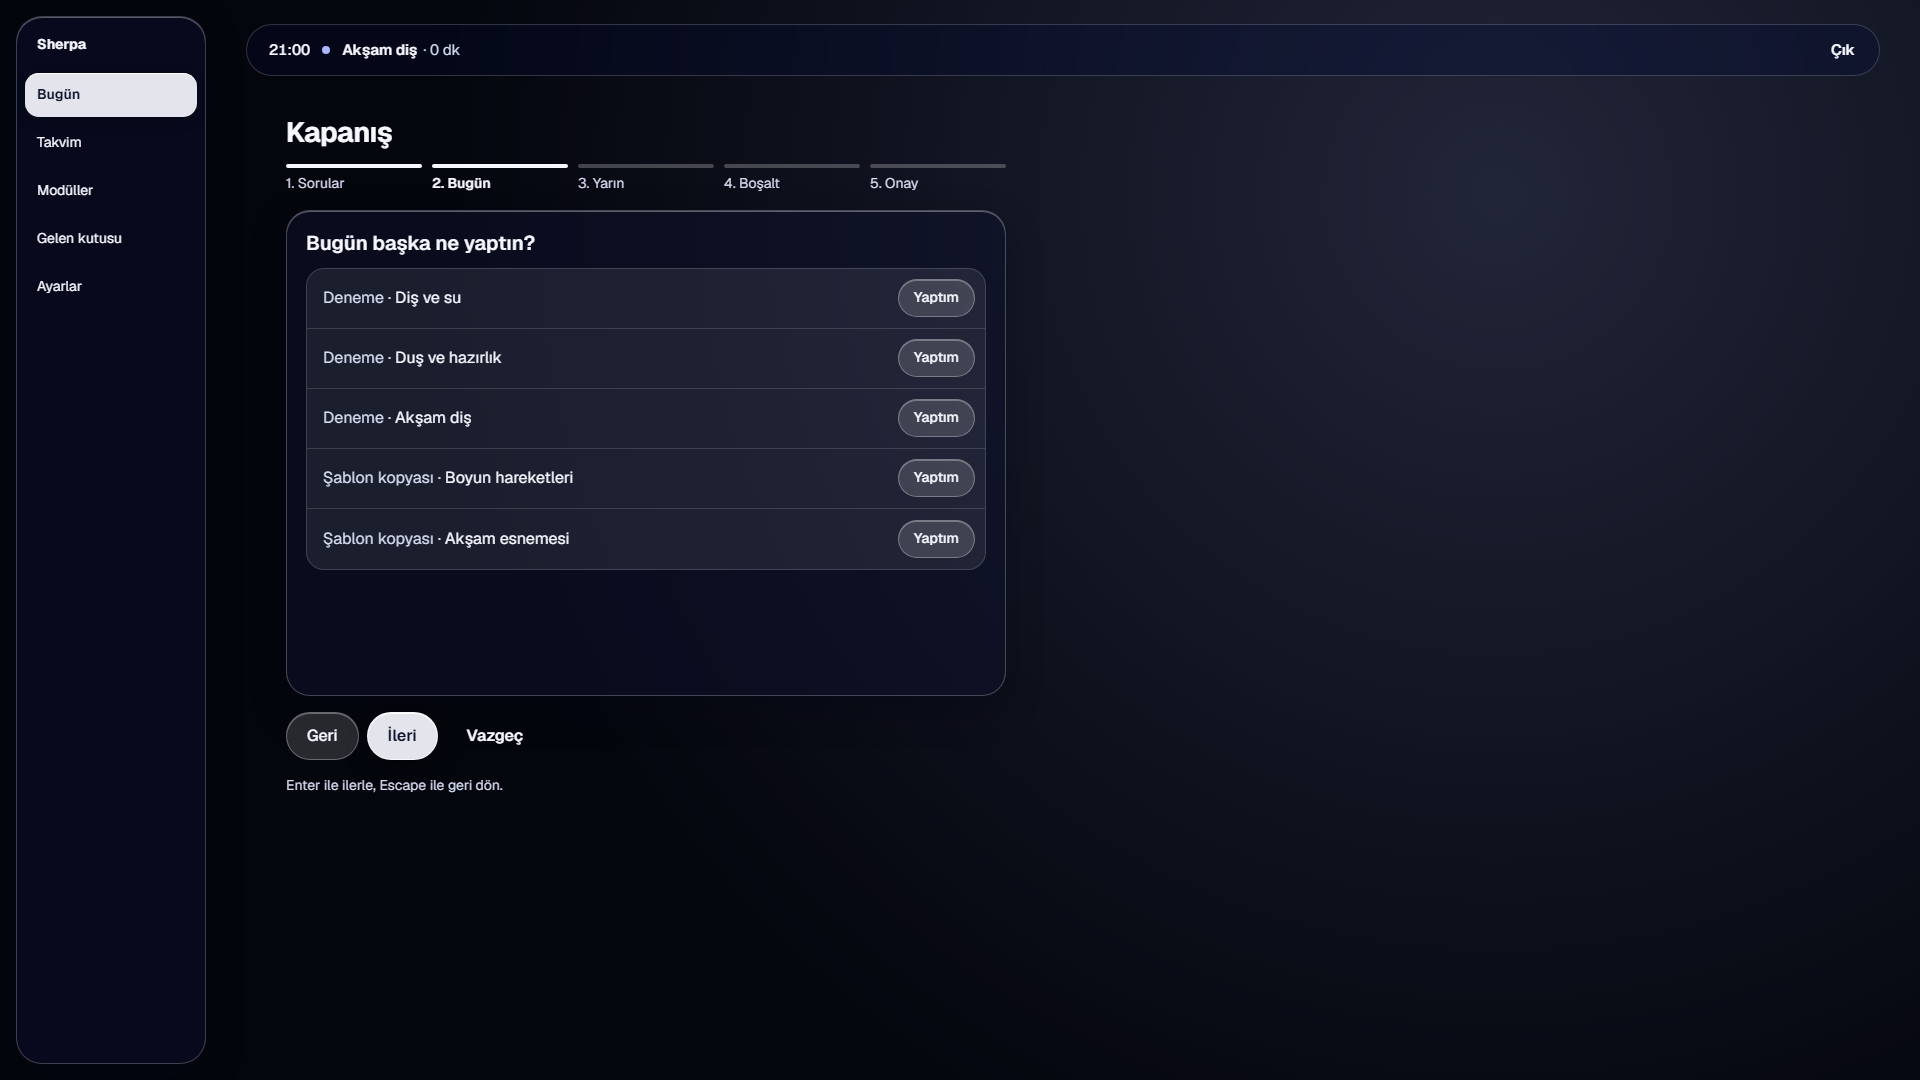 Sherpa
Bugün
Takvim
Modüller
Gelen kutusu
Ayarlar
21:00 Akşam diş · 0 dk
Çık
Kapanış
1. Sorular
2. Bugün
3. Yarın
4. Boşalt
5. Onay
Bugün başka ne yaptın?
Deneme · Diş ve su
Yaptım
Deneme · Duş ve hazırlık
Yaptım
Deneme · Akşam diş
Yaptım
Şablon kopyası · Boyun hareketleri
Yaptım
Şablon kopyası · Akşam esnemesi
Yaptım
Geri
İleri
Vazgeç
Enter ile ilerle, Escape ile geri dön.